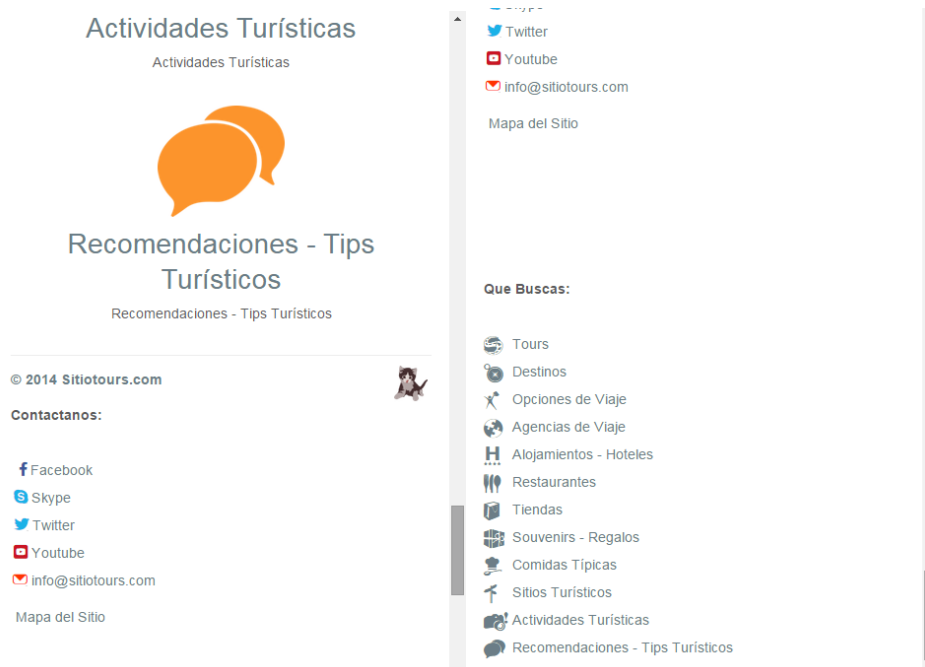 Actividades Turísticas
Actividades Turísticas
Recomendaciones - Tips
Turísticos
Recomendaciones - Tips Turísticos
© 2014 Sitiotours.com
Contactanos:
Facebook
Skype
Twitter
Youtube
info@sitiotours.com
Mapa del Sitio
Skype
Twitter
Youtube
info@sitiotours.com
Mapa del Sitio
Que Buscas:
Tours
Destinos
Opciones de Viaje
Agencias de Viaje
H Alojamientos - Hoteles
Restaurantes
Tiendas
Souvenirs - Regalos
Comidas Típicas
Sitios Turísticos
Actividades Turísticas
Recomendaciones - Tips Turísticos